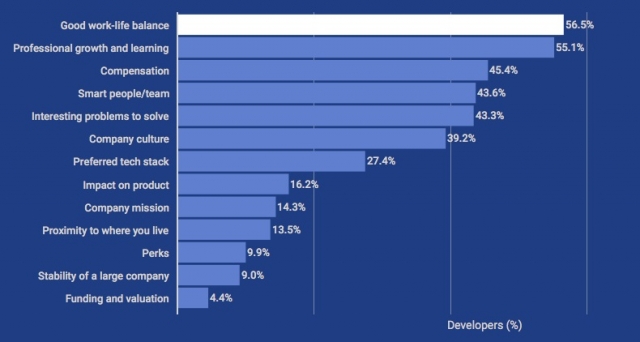 Good work-life balance 56.5%
Professional growth and learning 55.1%
Compensation 45.4%
Smart people/team 43.6%
Interesting problems to solve 43.3%
Company culture 39.2%
Preferred tech stack 27.4%
Impact on product 16.2%
Company mission 14.3%
Proximity to where you live 13.5%
Perks 9.9%
Stability of a large company 9.0%
Funding and valuation 4.4%
Developers (%)